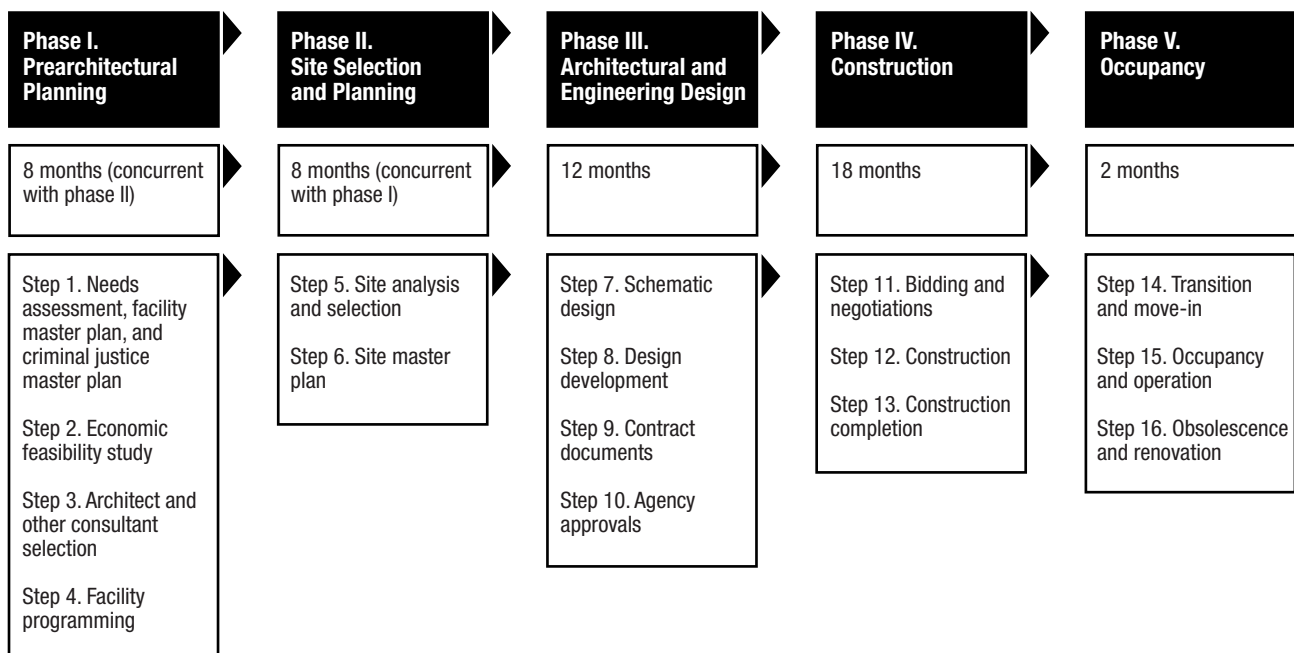 Phase I.
Prearchitectural
Planning
8 months (concurrent
with phase II)
Step 1. Needs
assessment, facility
master plan, and
criminal justice
master plan
Step 2. Economic
feasibility study
Step 3. Architect and
other consultant
selection
Step 4. Facility
programming
Phase II.
Site Selection
and Planning
8 months (concurrent
with phase I)
Step 5. Site analysis
and selection
Step 6. Site master
plan
Phase III.
Architectural and
Engineering Design
12 months
Step 7. Schematic
design
Step 8. Design
development
Step 9. Contract
documents
Step 10. Agency
approvals
Phase IV.
Construction
18 months
Step 11. Bidding and
negotiations
Step 12. Construction
Step 13. Construction
completion
Phase V.
Occupancy
2 months
Step 14. Transition
and move-in
Step 15. Occupancy
and operation
Step 16. Obsolescence
and renovation